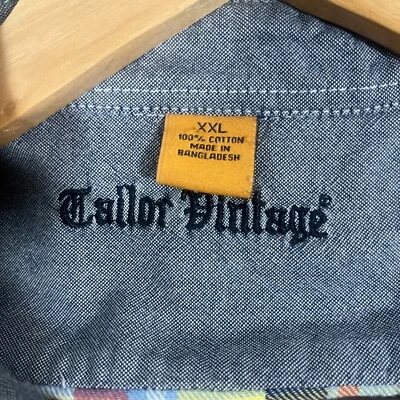 XXL
100% COTTON
MADE IN
BANGLADESH
Tailor Vintage®